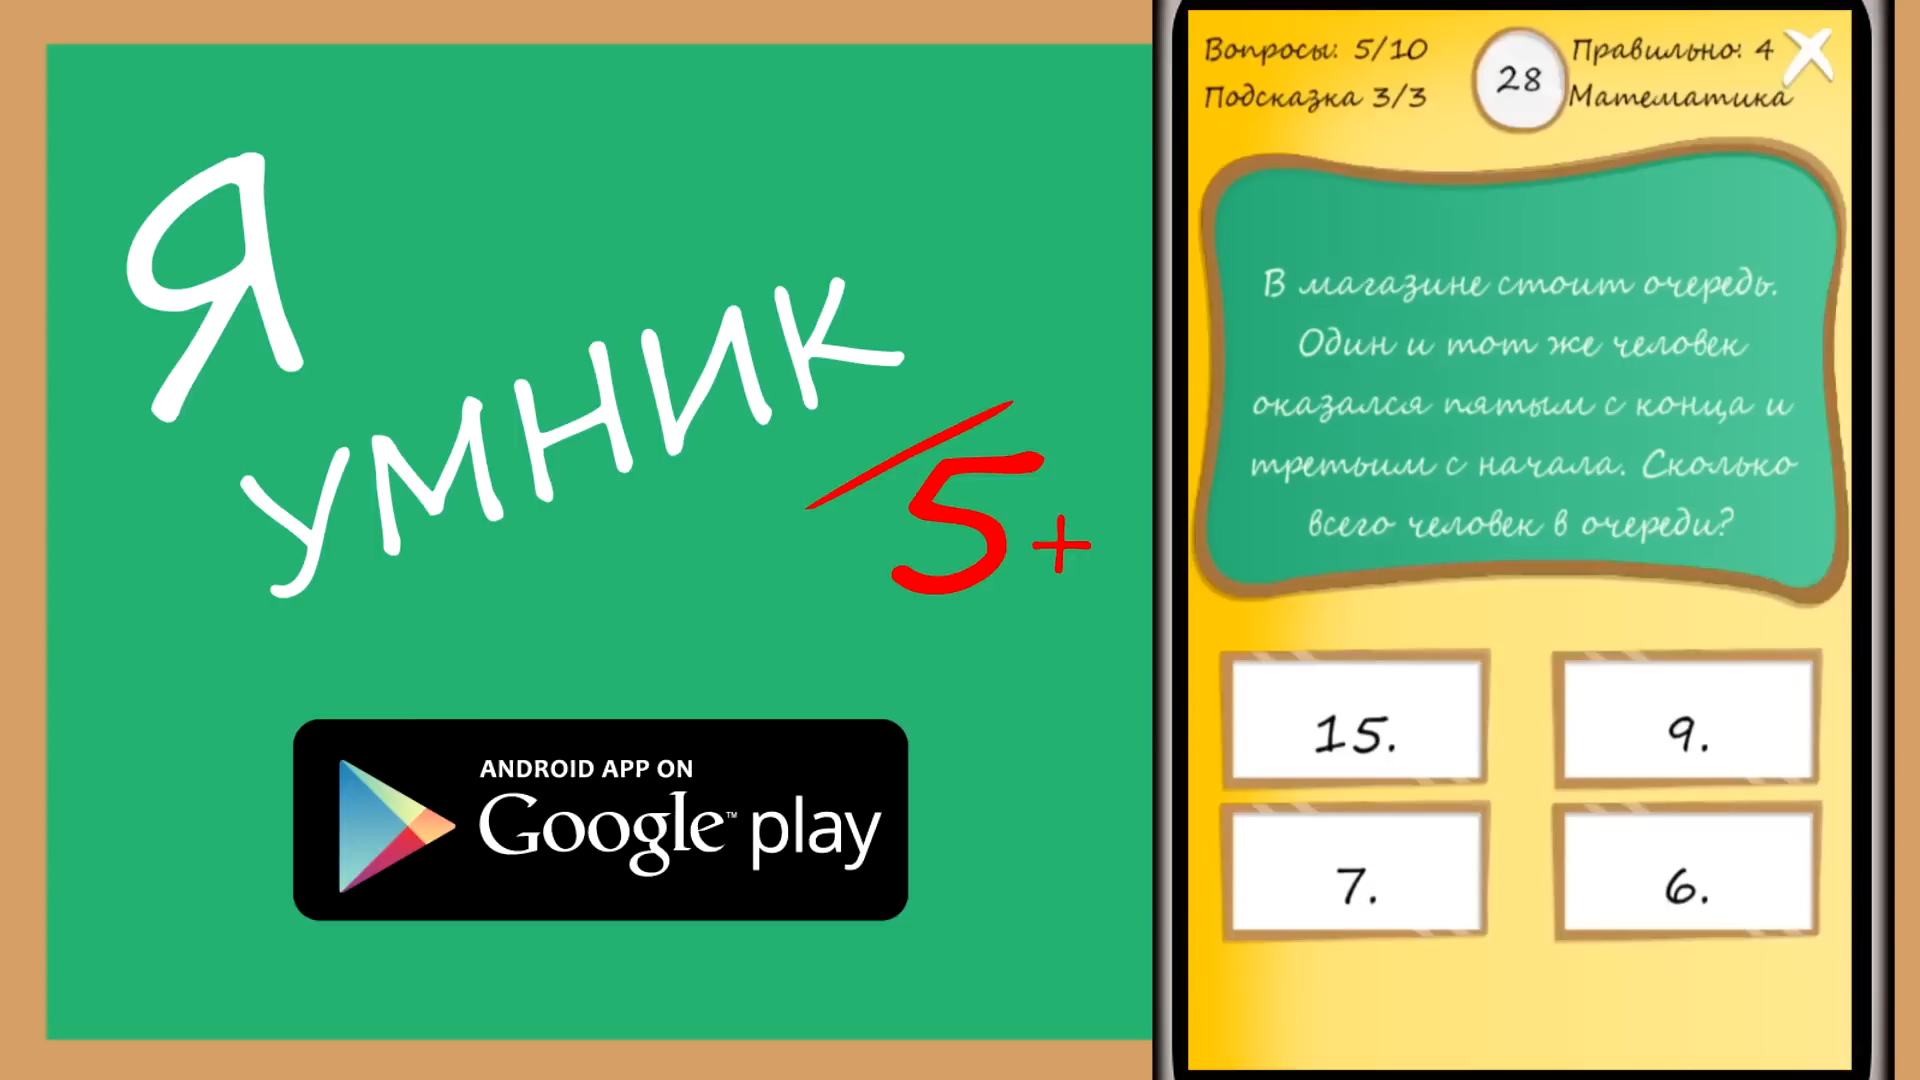 Я
УМНИК
5+
ANDROID APP ON
Google™ play
Вопросы: 5/10
Подсказка 3/3
28
Правильно: 4
Математика
В магазине стоит очередь.
Один и тот же человек
оказался пятым с конца и
третьим с начала. Сколько
всего человек в очереди?
15.
9.
7.
6.